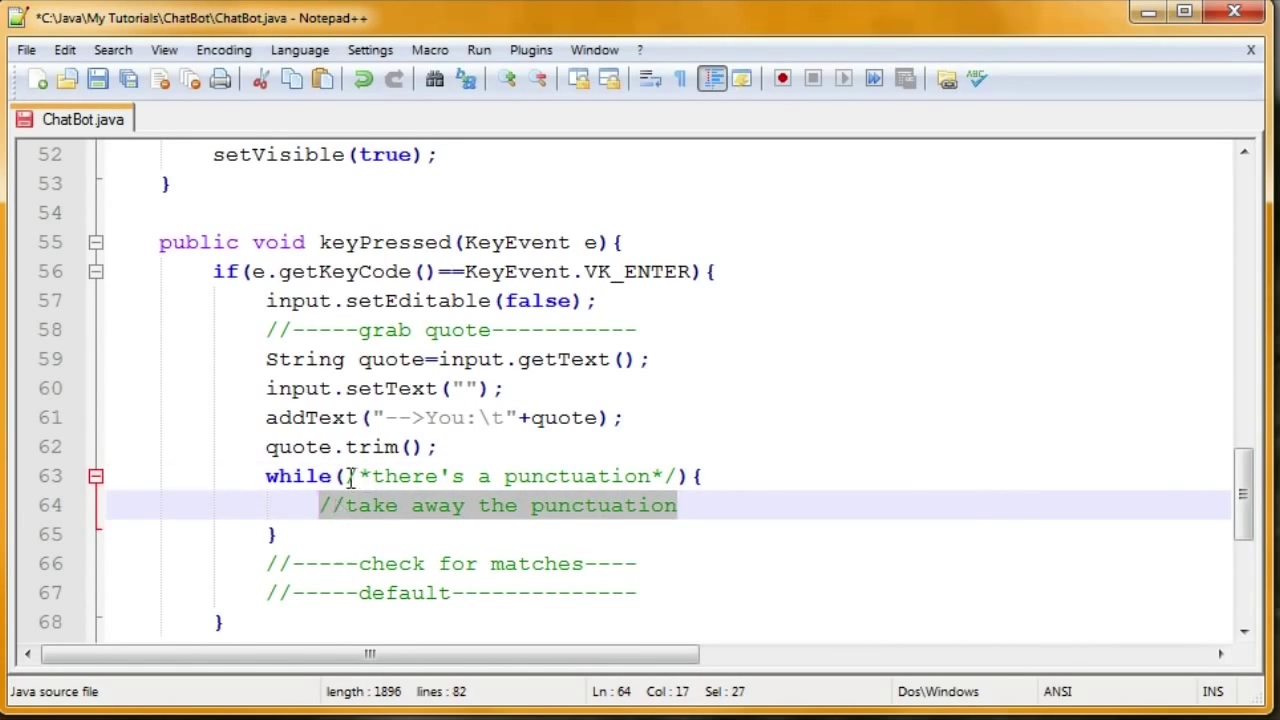 *C:\Java\My Tutorials\ChatBot\ChatBot.java - Notepad++
File Edit Search View Encoding Language Settings Macro Run Plugins Window ? X
ABC
ChatBot.java
52 setVisible(true);
53 }
54
55 public void keyPressed(KeyEvent e){
56 if(e.getKeyCode()==KeyEvent.VK_ENTER){
57 input.setEditable(false);
58 //-----grab quote-----------
59 String quote=input.getText();
60 input.setText("");
61 addText("-->You:\t"+quote);
62 quote.trim();
63 while(/*there's a punctuation*/){
64 //take away the punctuation
65 }
66 //-----check for matches----
67 //-----default--------------
68 }
Java source file length : 1896 lines : 82 Ln : 64 Col : 17 Sel : 27 Dos\Windows ANSI INS